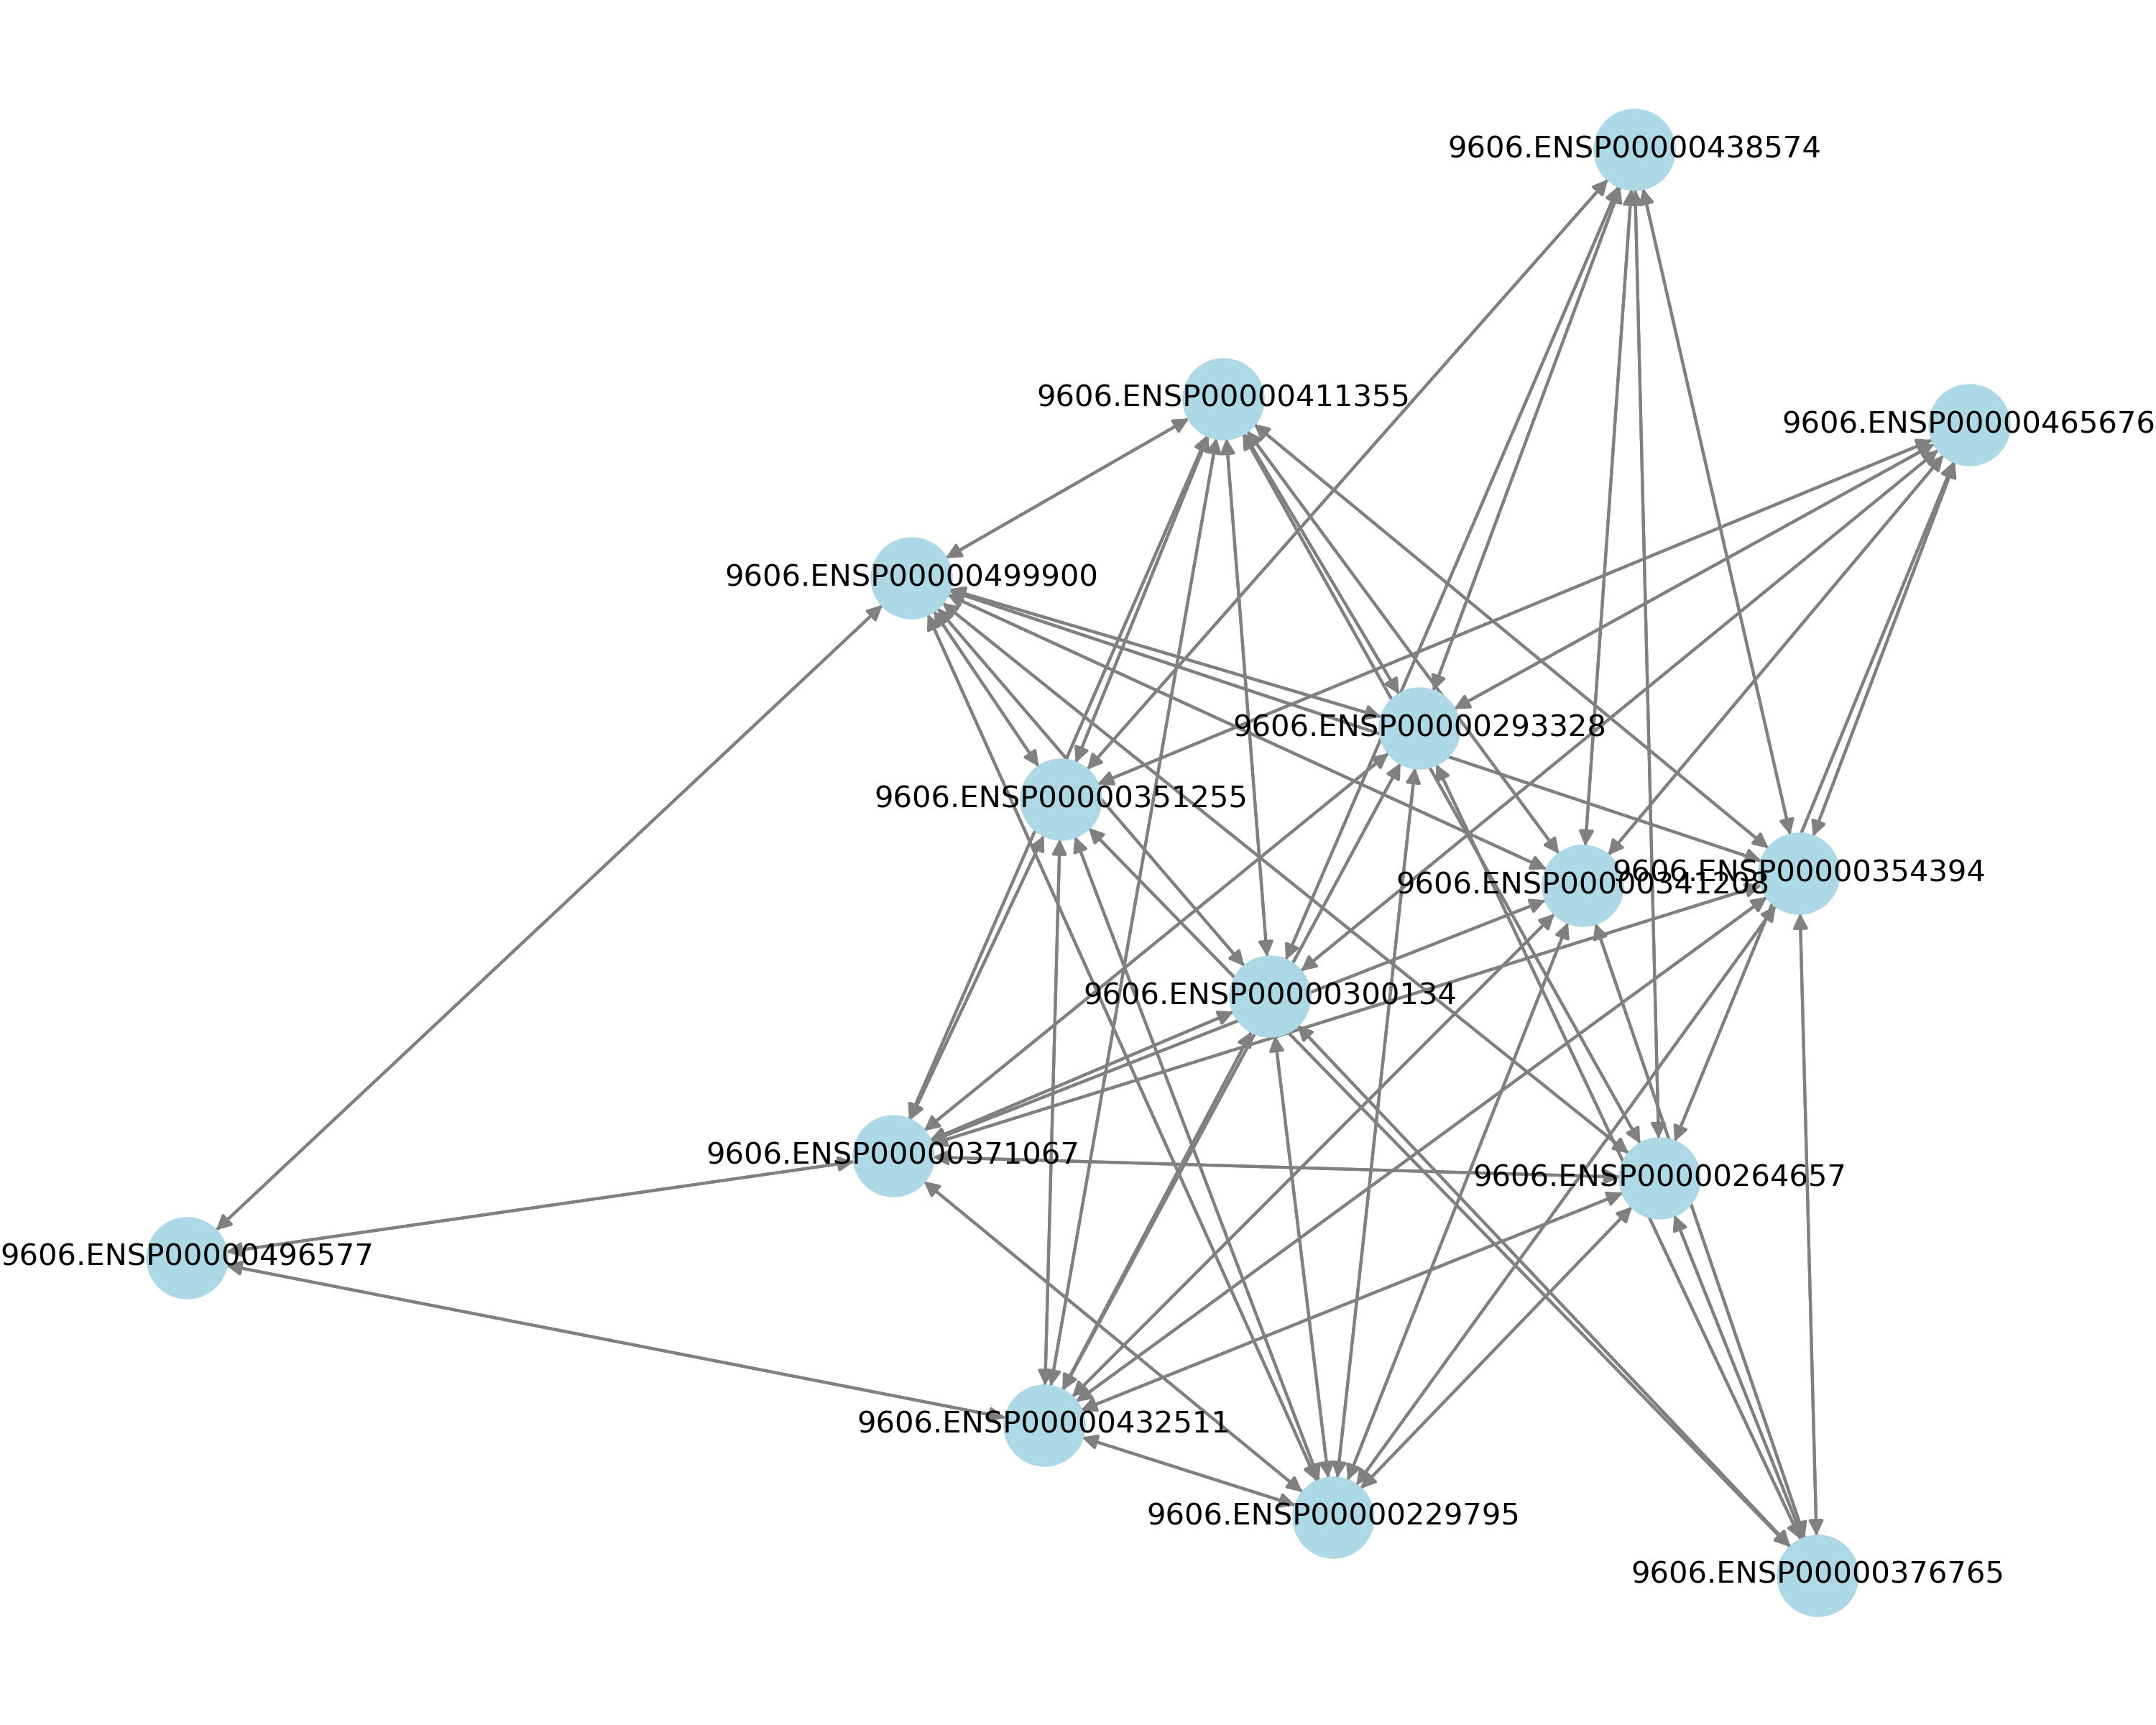 9606.ENSP00000438574
9606.ENSP00000411355
9606.ENSP00000465676
9606.ENSP00000499900
9606.ENSP00000293328
9606.ENSP00000351255
9606.ENSP00000354394
9606.ENSP00000341208
9606.ENSP00000300134
9606.ENSP00000371067
9606.ENSP00000264657
9606.ENSP00000496577
9606.ENSP00000432511
9606.ENSP00000229795
9606.ENSP00000376765